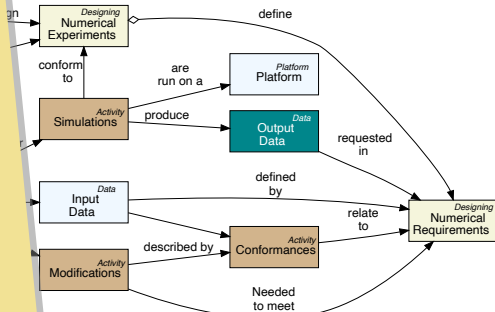 gn
Designing
Numerical
Experiments
define
conform
to
are
run on a
Platform
Platform
Activity
Simulations
produce
Data
Output
Data
requested
in
r
Data
Input
Data
defined
by
Designing
Numerical
Requirements
relate
to
Activity
Conformances
described by
Activity
Modifications
Needed
to meet